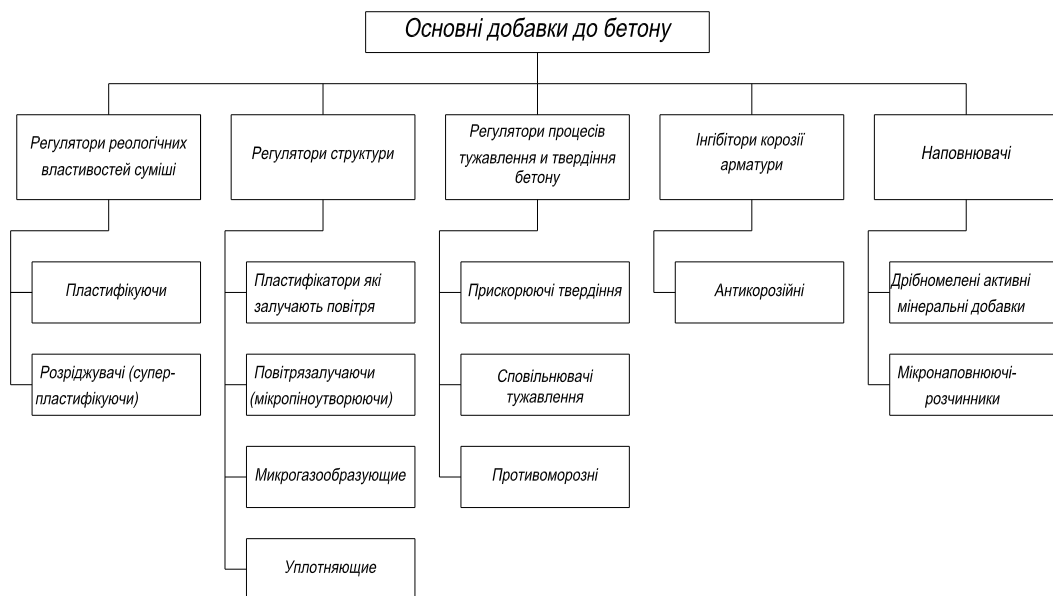 Основні добавки до бетону
Регулятори реологічних
властивостей суміші
Регулятори структури
Регулятори процесів
тужавлення и твердіння
бетону
Інгібітори корозії
арматури
Наповнювачі
Пластифікуючи
Розріджувачі (супер-
пластифікуючи)
Пластифікатори які
залучають повітря
Повітрязалучаючи
(мікропіноутворюючи)
Микрогазообразующие
Уплотняющие
Прискорюючі твердіння
Сповільнювачі
тужавлення
Противоморозні
Антикорозійні
Дрібномелені активні
мінеральні добавки
Мікронаповнюючі-
розчинники